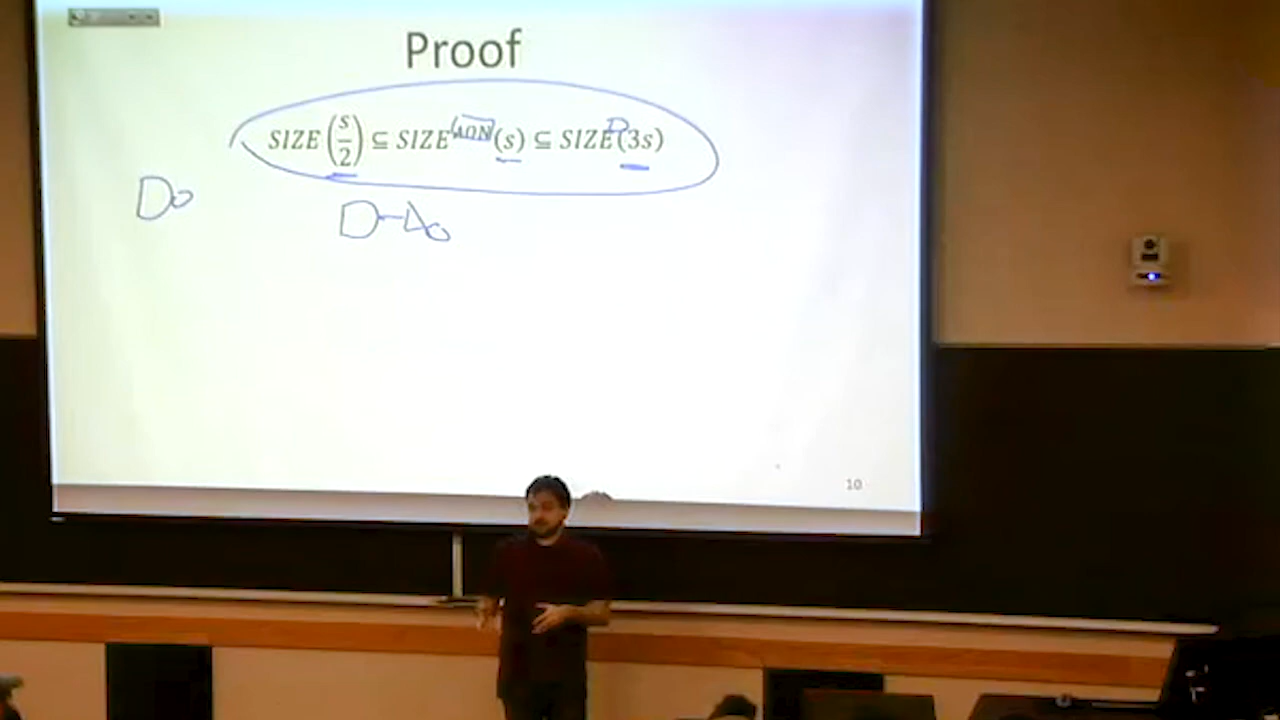 Proof
SIZE (s/2) ⊆ SIZE^{AON}(s) ⊆ SIZE(3s)
10